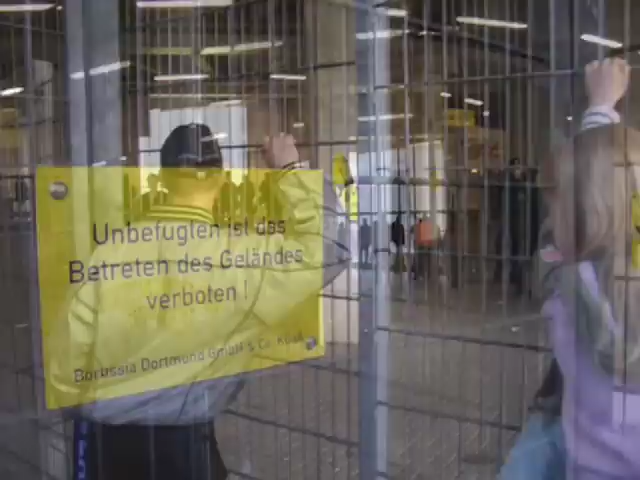 Unbefugten ist das
Betreten des Geländes
verboten !
Borussia Dortmund GmbH & Co. KGaA